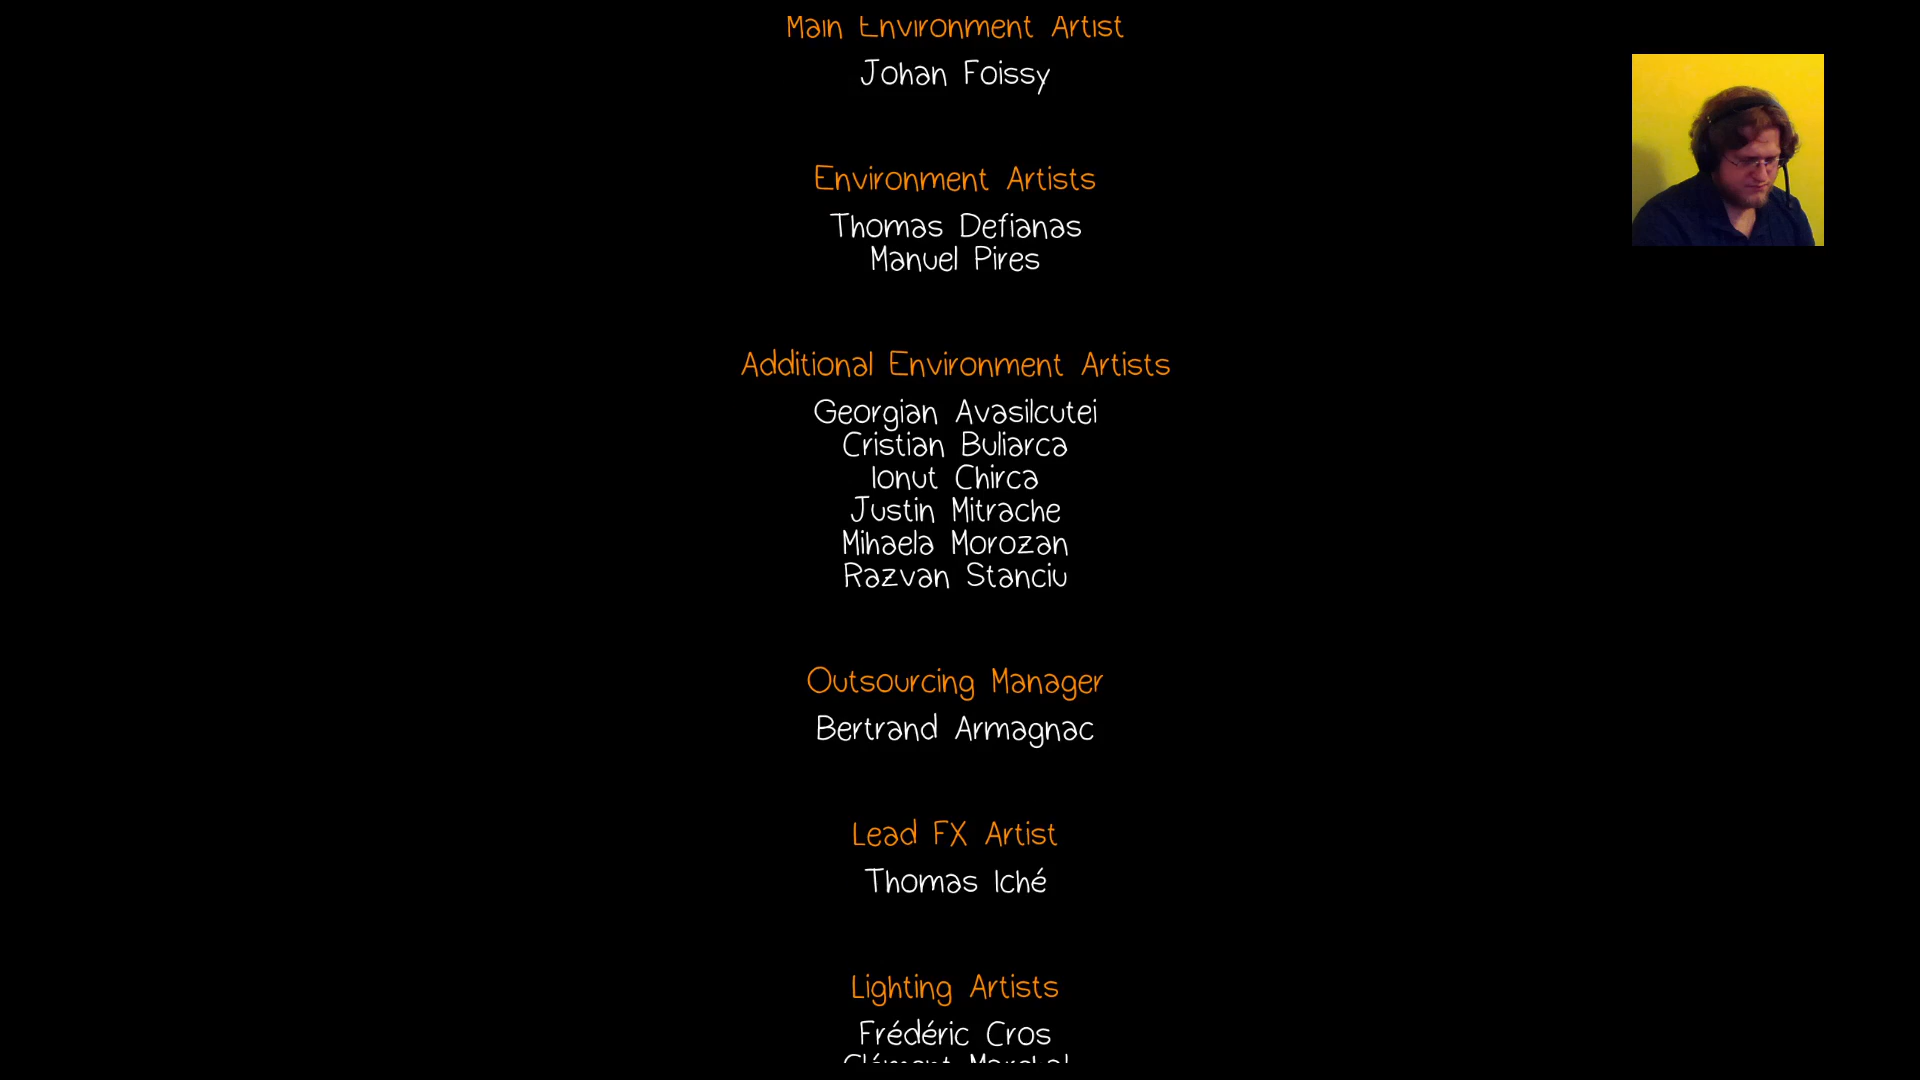 Main Environment Artist
Johan Foissy
Environment Artists
Thomas Defianas
Manuel Pires
Additional Environment Artists
Georgian Avasilcutei
Cristian Buliarca
Ionut Chirca
Justin Mitrache
Mihaela Morozan
Razvan Stanciu
Outsourcing Manager
Bertrand Armagnac
Lead FX Artist
Thomas Iché
Lighting Artists
Frédéric Cros
Clément Marchal